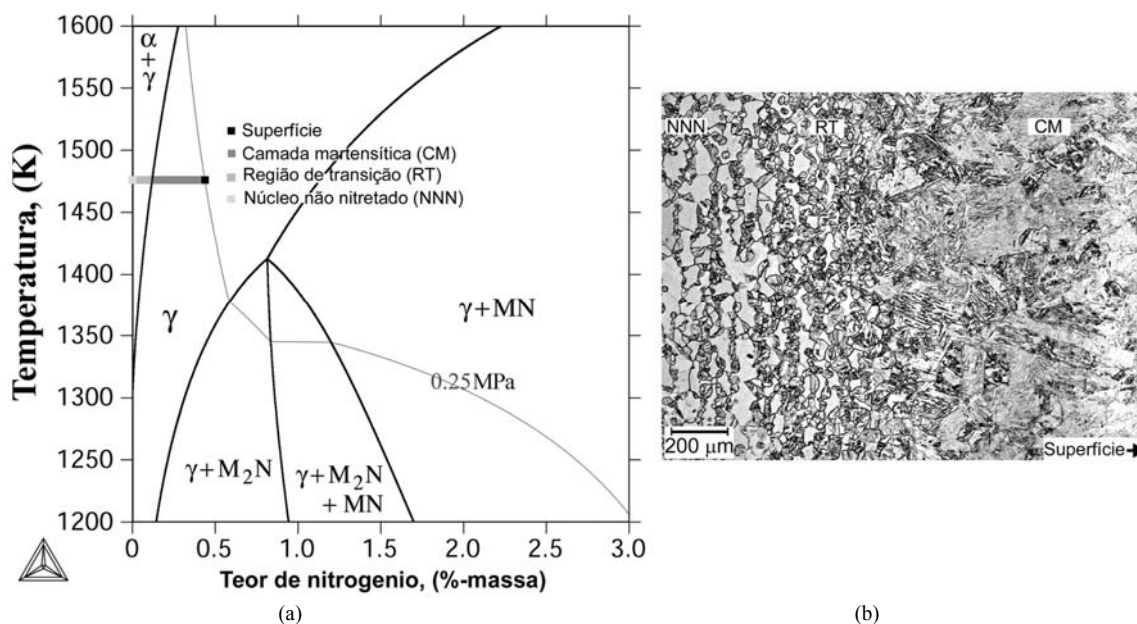 1600
1550
1500
1450
1400
1350
1300
1250
1200
Temperatura, (K)
α
+
γ
Superfície
Camada martensítica (CM)
Região de transição (RT)
Núcleo não nitretado (NNN)
γ
γ+MN
0.25MPa
γ+M₂N
γ+M₂N
+ MN
0 0.5 1.0 1.5 2.0 2.5 3.0
Teor de nitrogenio, (%-massa)
(a)
NNN RT CM
200 μm
Superfície
(b)